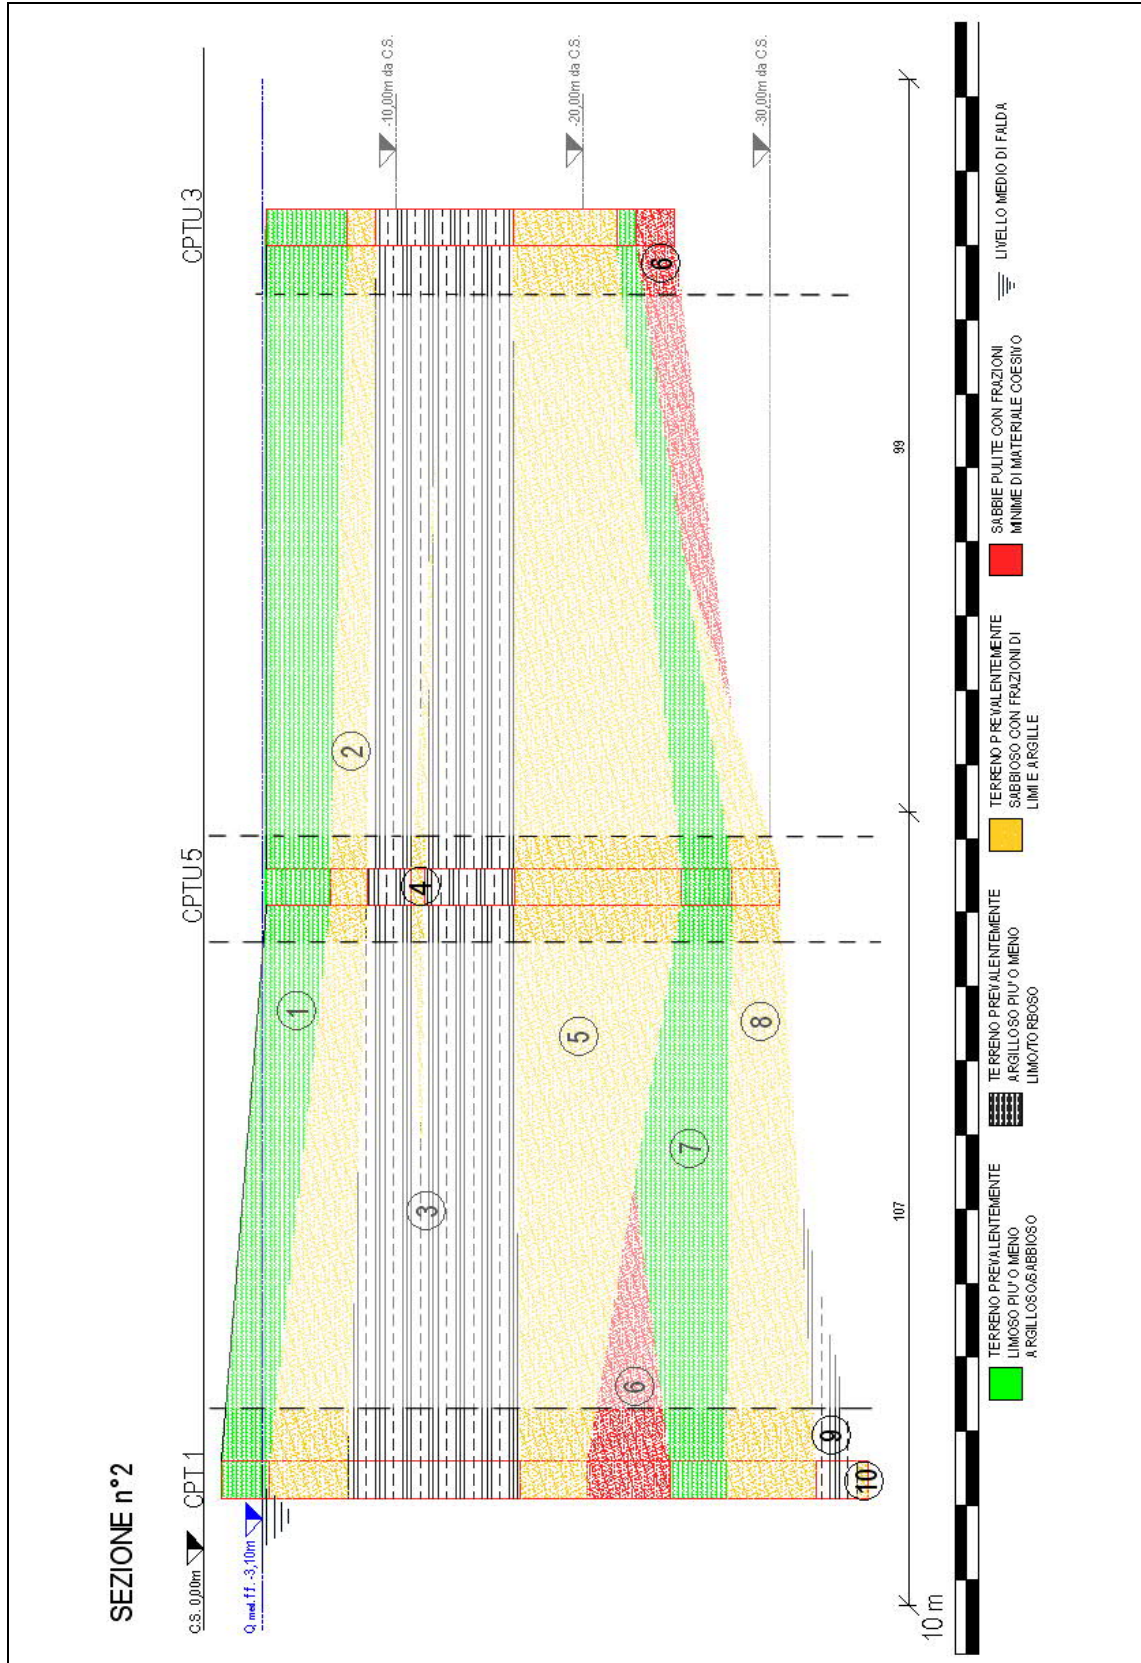 SEZIONE n°2
CPT 1
CPTU 5
CPTU 3
C.S. 0,00m
Q. med. f.f. -3,10m
-10,00m da C.S.
-20,00m da C.S.
-30,00m da C.S.
1
2
3
4
5
6
6
7
8
9
10
107
99
10 m
TERRENO PREVALENTEMENTE
LIMOSO PIU' O MENO
ARGILLOSO/SABBIOSO
TERRENO PREVALENTEMENTE
ARGILLOSO PIU' O MENO
LIMO/TORBOSO
TERRENO PREVALENTEMENTE
SABBIOSO CON FRAZIONI DI
LIMI E ARGILLE
SABBIE PULITE CON FRAZIONI
MINIME DI MATERIALE COESIVO
LIVELLO MEDIO DI FALDA